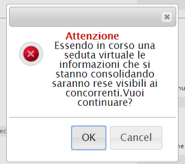 Attenzione
Essendo in corso una
seduta virtuale le
informazioni che si
stanno consolidando
saranno rese visibili ai
concorrenti.Vuoi
continuare?
OK
Cancel